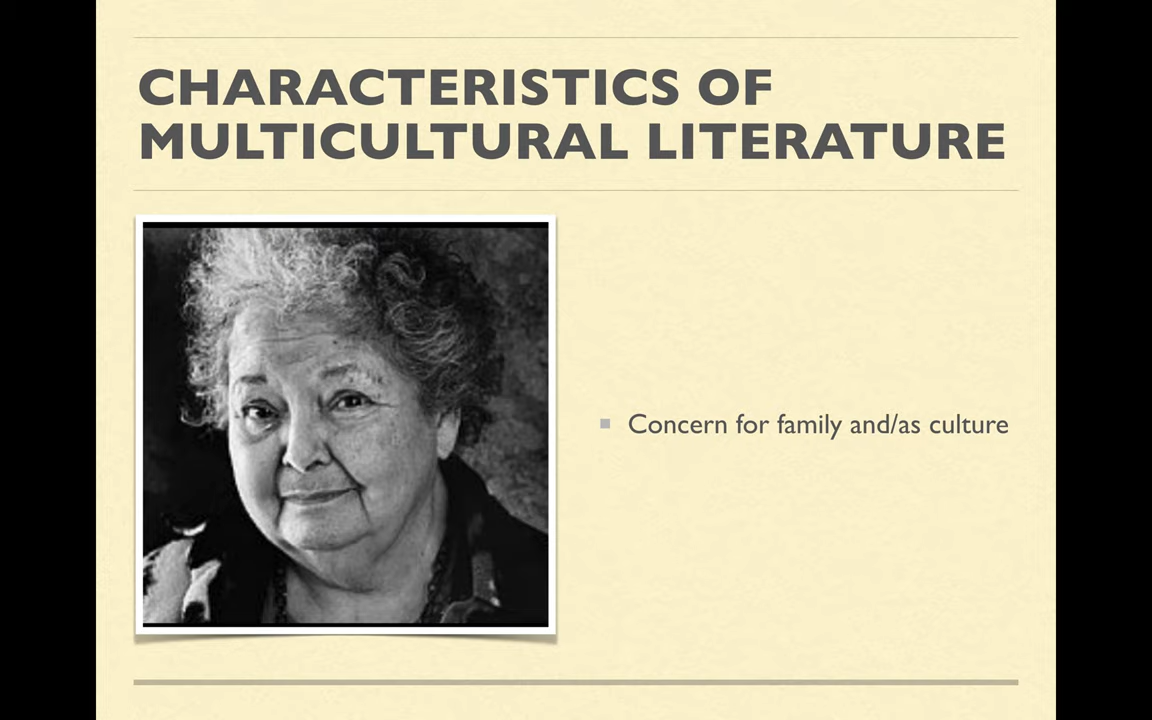 CHARACTERISTICS OF
MULTICULTURAL LITERATURE
Concern for family and/as culture